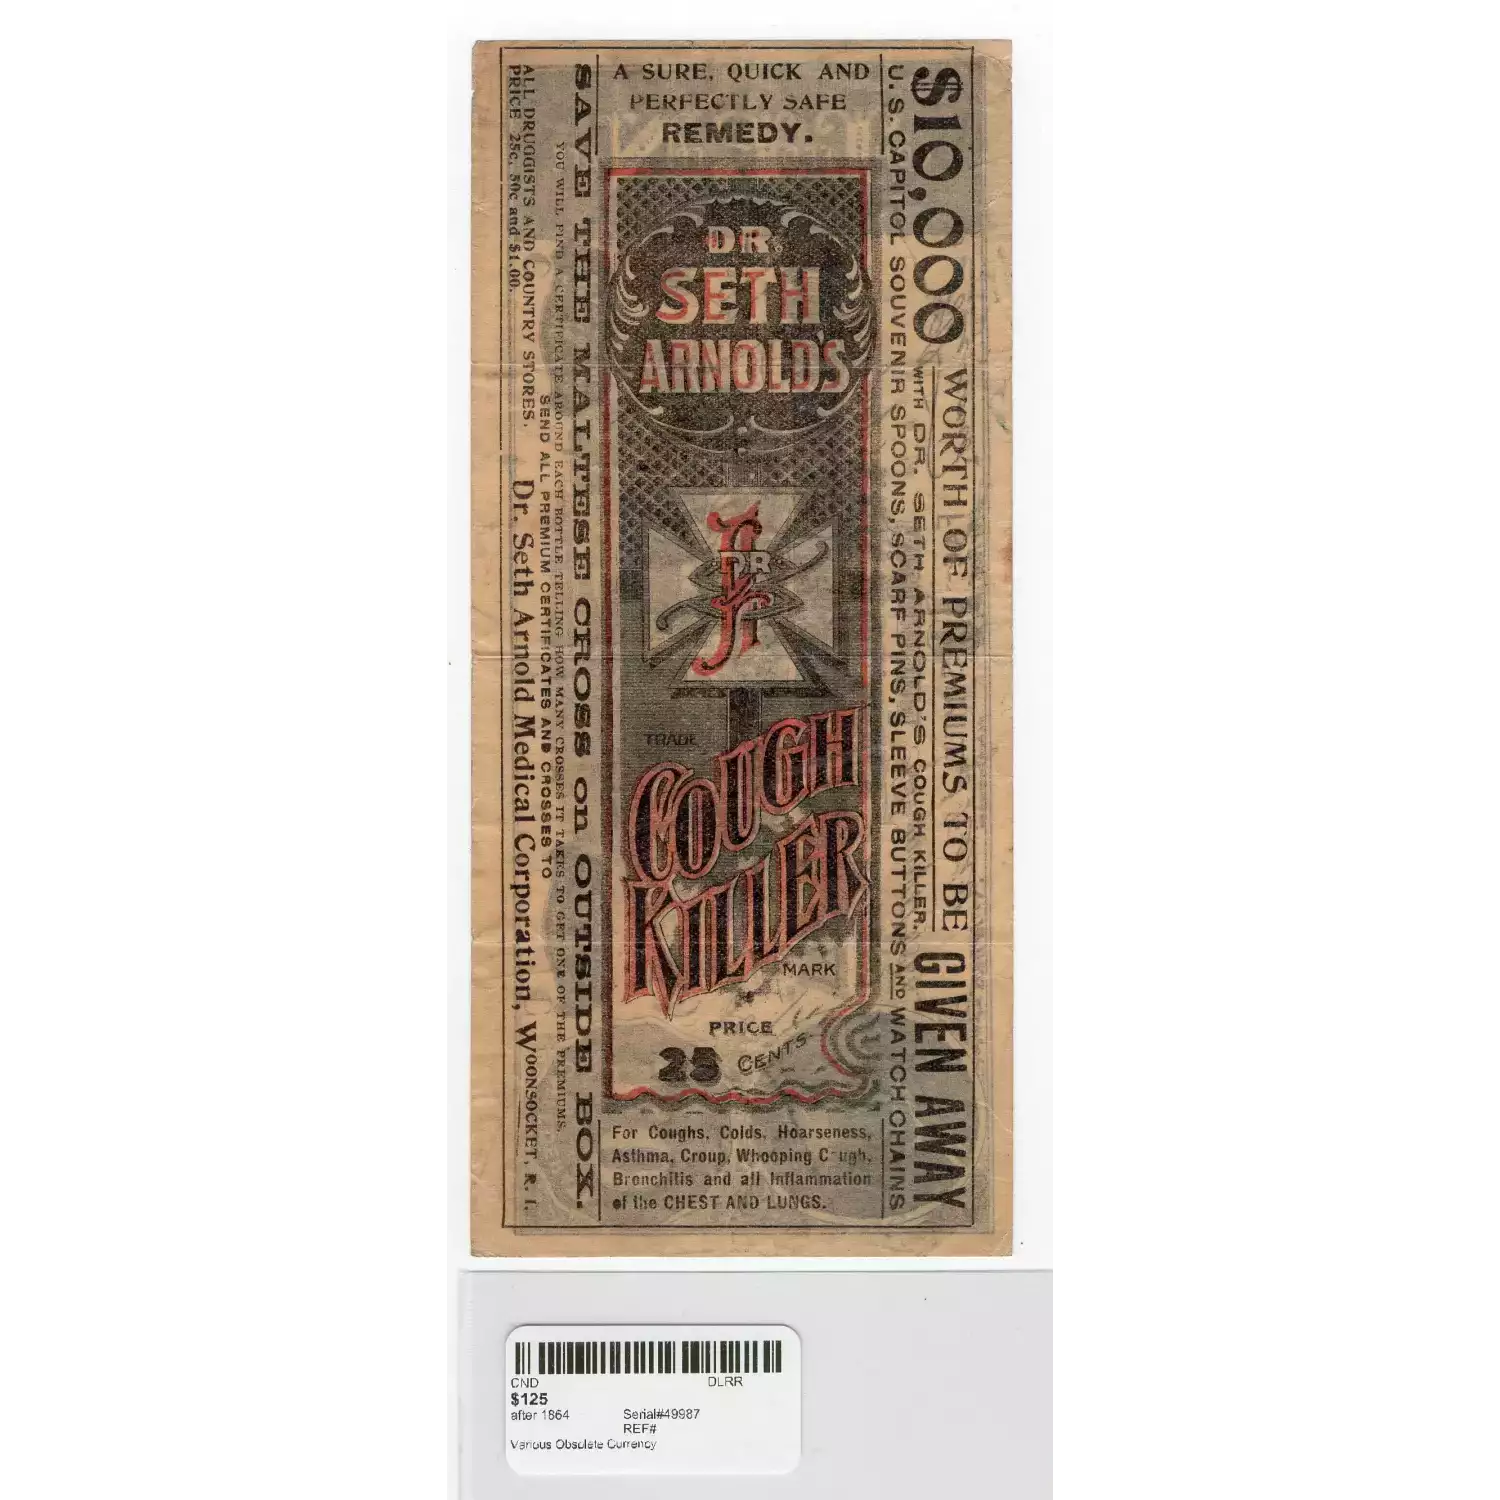 A SURE, QUICK AND
PERFECTLY SAFE
REMEDY.
DR.
SETH
ARNOLD'S
DR
TRADE
COUGH
KILLER
MARK
PRICE
25 CENTS.
For Coughs, Colds, Hoarseness,
Asthma, Croup, Whooping C ugh,
Bronchitis and all Inflammation
of the CHEST AND LUNGS.
$10,000 WORTH OF PREMIUMS TO BE GIVEN AWAY
WITH DR. SETH ARNOLD'S COUGH KILLER.
U.S. CAPITOL SOUVENIR SPOONS, SCARF PINS, SLEEVE BUTTONS AND WATCH CHAINS
SAVE THE MALTESE CROSS on OUTSIDE BOX.
YOU WILL FIND A CERTIFICATE AROUND EACH BOTTLE TELLING HOW MANY CROSSES IT TAKES TO GET ONE OF THE PREMIUMS.
SEND ALL PREMIUM CERTIFICATES AND CROSSES TO
ALL DRUGGISTS AND COUNTRY STORES.
PRICE 25c, 50c and $1.00.
Dr. Seth Arnold Medical Corporation, WOONSOCKET, R. I.
CND DLRR
$125
after 1864 Serial#49987
REF#
Various Obsolete Currency